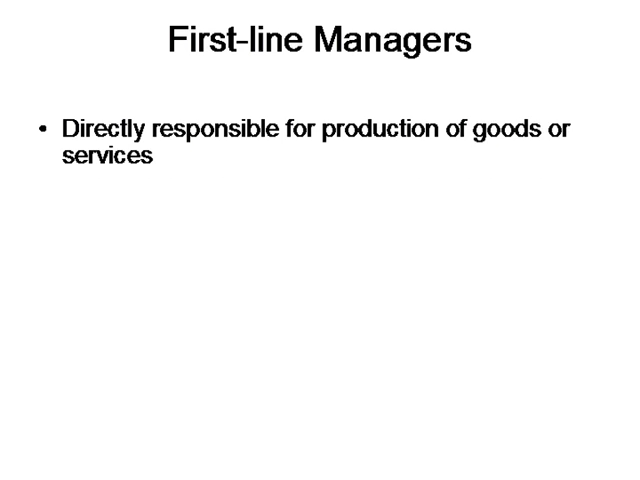 First-line Managers
• Directly responsible for production of goods or
services